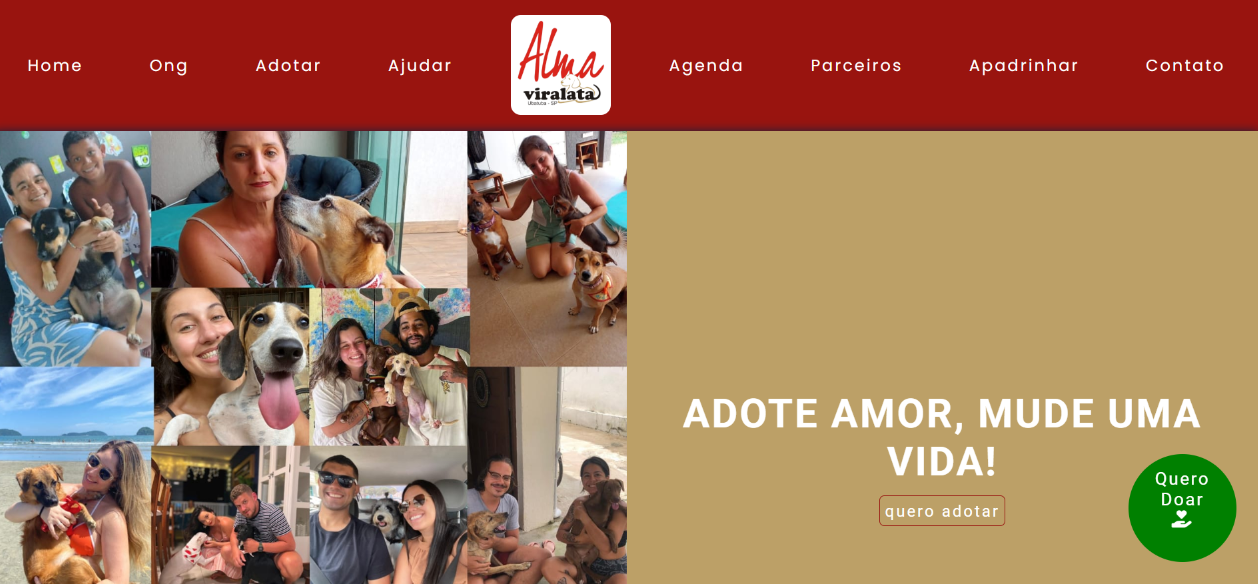 Home
Ong
Adotar
Ajudar
Alma
viralata
Ubatuba - SP
Agenda
Parceiros
Apadrinhar
Contato
ADOTE AMOR, MUDE UMA
VIDA!
quero adotar
Quero
Doar